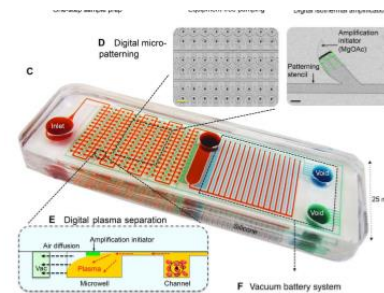 D Digital micro-
patterning
Amplification
initiator
(MgOAc)
Patterning
stencil
C
Inlet
Void
Void
25 m
Silicone
E Digital plasma separation
Air diffusion
Amplification initiator
Vac
Plasma
Microwell
Channel
F Vacuum battery system